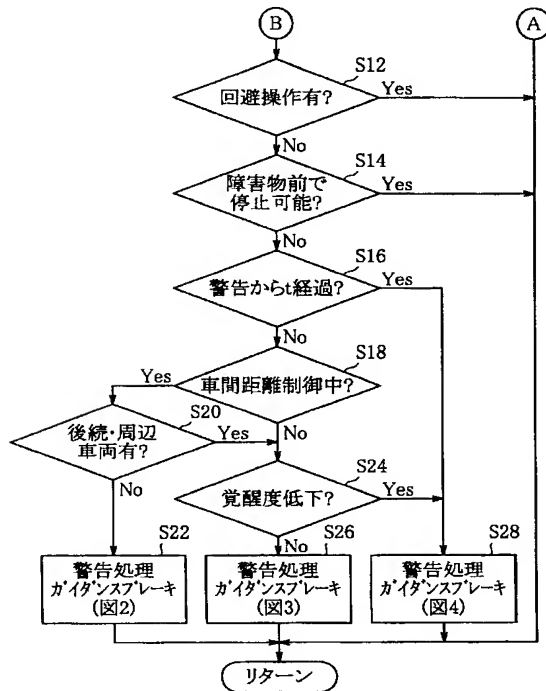 B
A
S12
回避操作有?
Yes
No
S14
障害物前で
停止可能?
Yes
No
S16
警告からt経過?
Yes
No
S18
車間距離制御中?
Yes
No
S20
後続・周辺
車両有?
Yes
No
S24
覚醒度低下?
Yes
No
S22
警告処理
ガイダンスブレーキ
(図2)
S26
警告処理
ガイダンスブレーキ
(図3)
S28
警告処理
ガイダンスブレーキ
(図4)
リターン